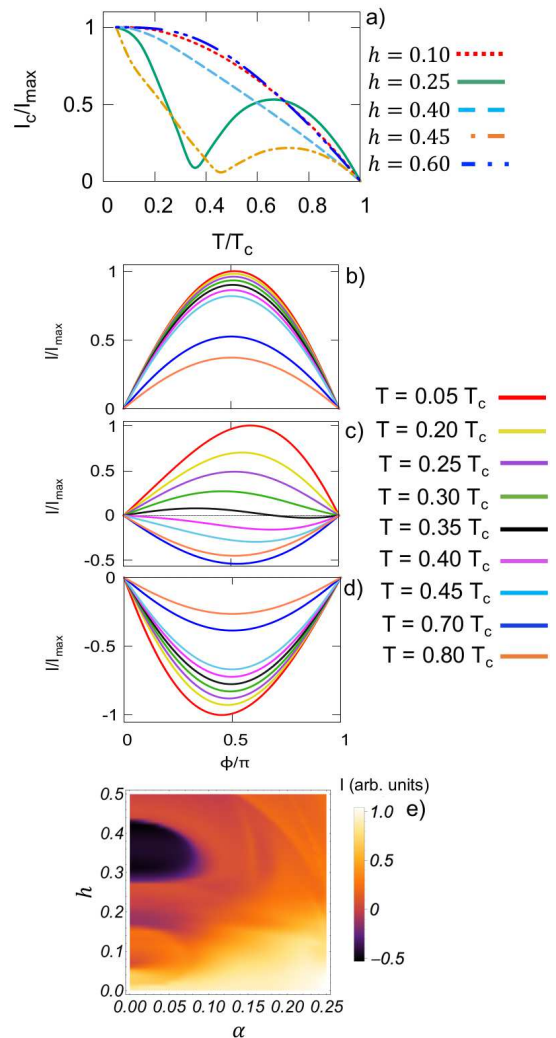 a)
1
0.5
0
I_c/I_max
0 0.2 0.4 0.6 0.8 1
T/T_c
h = 0.10
h = 0.25
h = 0.40
h = 0.45
h = 0.60
b)
1
0.5
0
I/I_max
c)
1
0.5
0
-0.5
I/I_max
d)
0
-0.5
-1
I/I_max
0 0.5 1
ϕ/π
T = 0.05 T_c
T = 0.20 T_c
T = 0.25 T_c
T = 0.30 T_c
T = 0.35 T_c
T = 0.40 T_c
T = 0.45 T_c
T = 0.70 T_c
T = 0.80 T_c
I (arb. units)
e)
0.5
0.4
0.3
0.2
0.1
0.0
h
0.00 0.05 0.10 0.15 0.20 0.25
α
1.0
0.5
0
−0.5